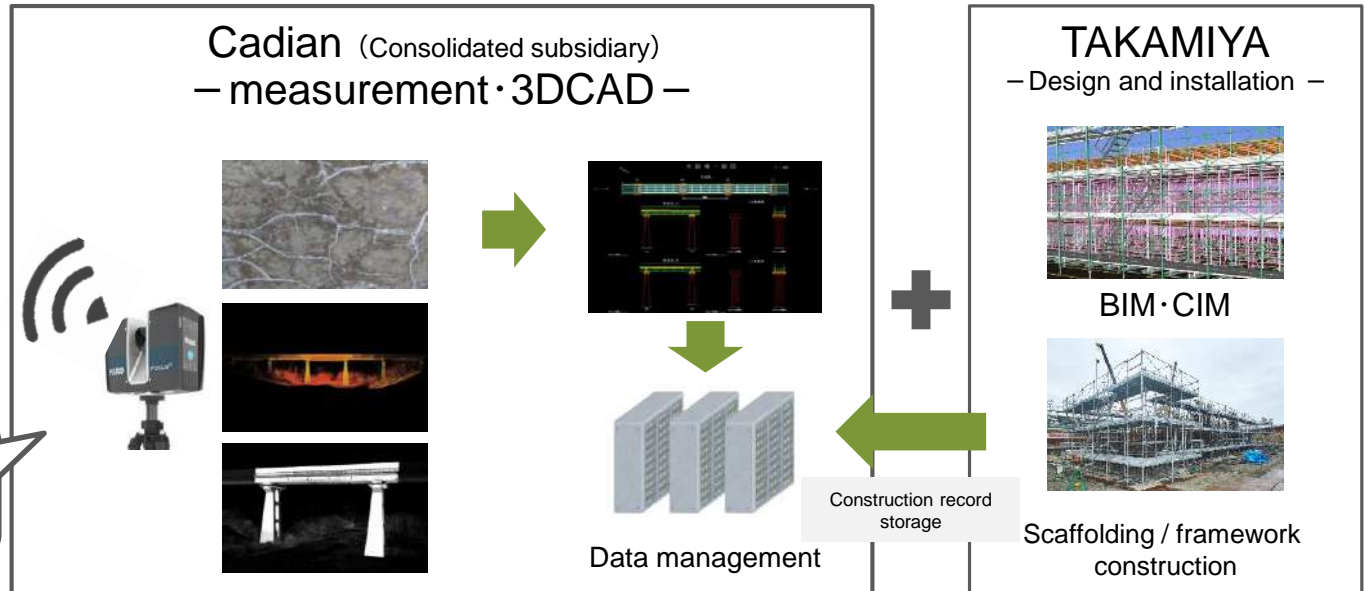 Cadian （Consolidated subsidiary）
－measurement･3DCAD－
TAKAMIYA
－Design and installation －
BIM･CIM
Construction record
storage
Data management
Scaffolding / framework
construction